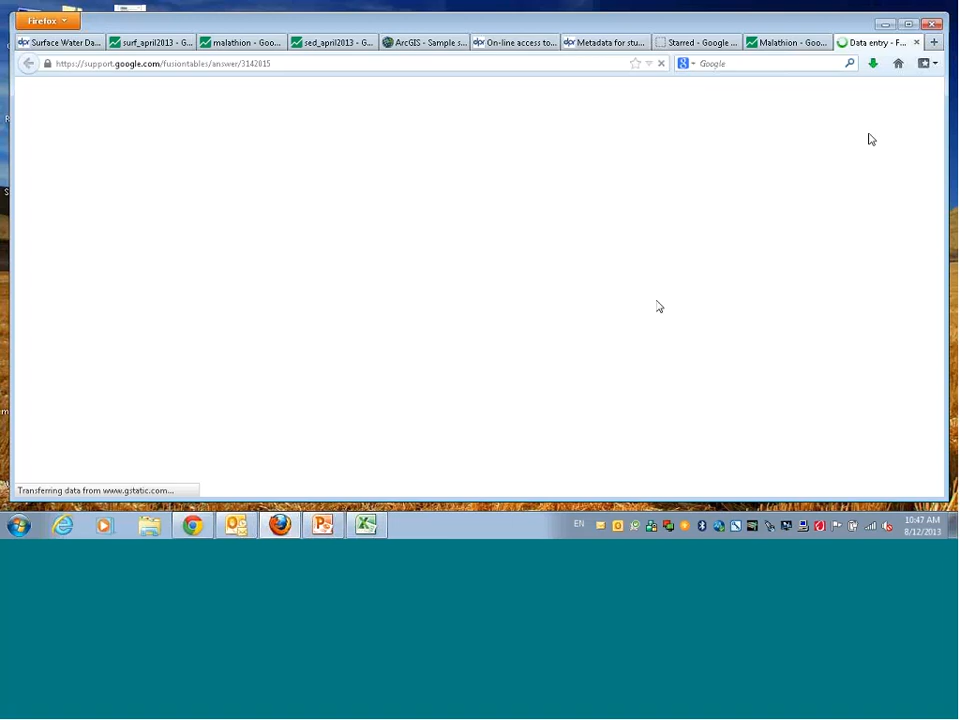 Firefox
Surface Water Da...
surf_april2013 - G...
malathion - Goo...
sed_april2013 - G...
ArcGIS - Sample s...
On-line access to...
Metadata for stu...
Starred - Google ...
Malathion - Goo...
Data entry - F...
https://support.google.com/fusiontables/answer/3142015
Google
Transferring data from www.gstatic.com...
EN
10:47 AM
8/12/2013